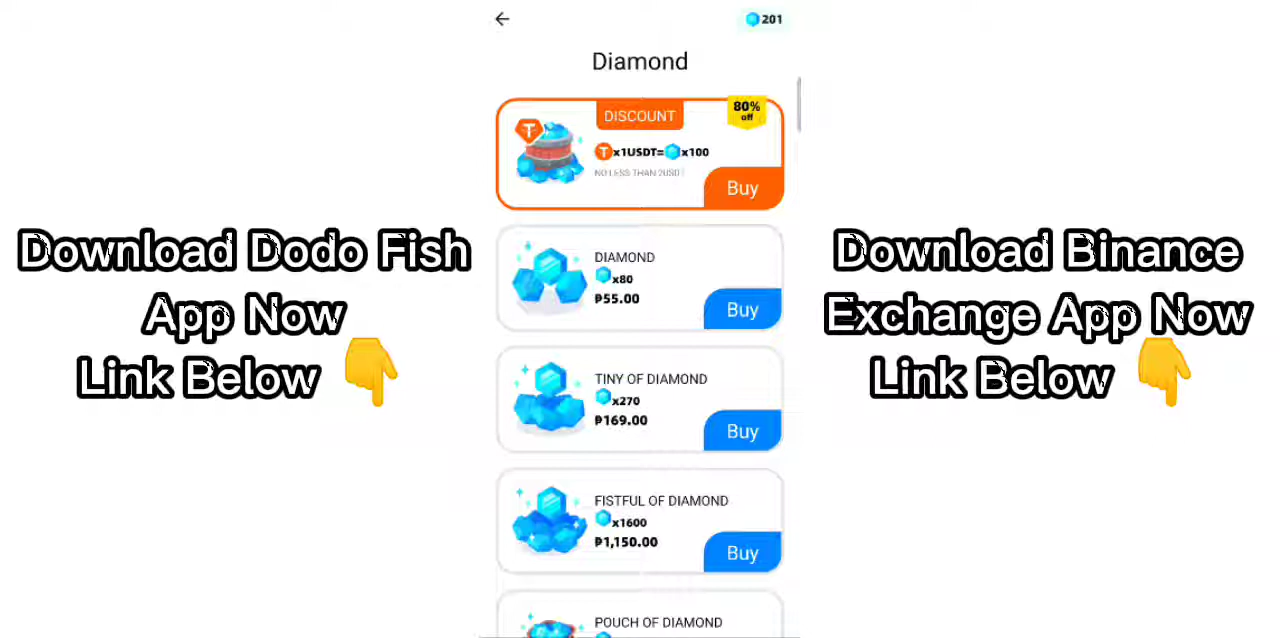 201
Diamond
DISCOUNT
80%
off
x1USDT= x100
NO LESS THAN 2USDT
Buy
DIAMOND
x80
₱55.00
Buy
TINY OF DIAMOND
x270
₱169.00
Buy
FISTFUL OF DIAMOND
x1600
₱1,150.00
Buy
POUCH OF DIAMOND
Download Dodo Fish
App Now
Link Below
Download Binance
Exchange App Now
Link Below